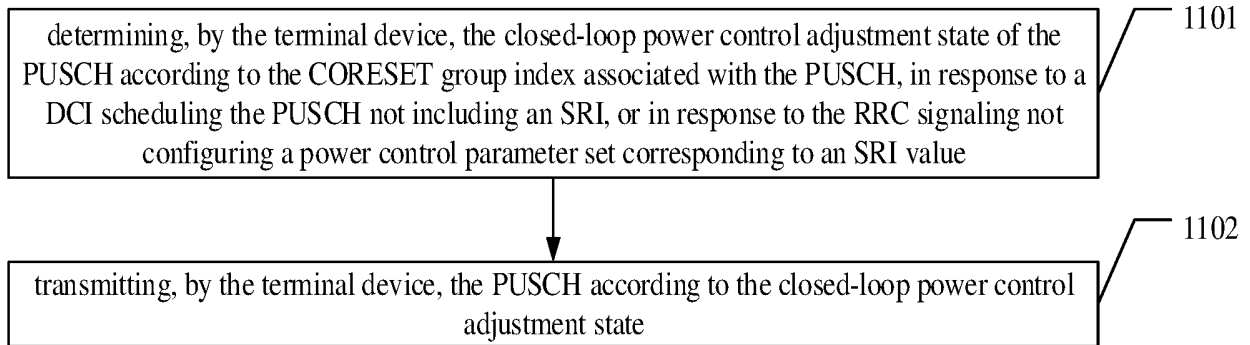 determining, by the terminal device, the closed-loop power control adjustment state of the
PUSCH according to the CORESET group index associated with the PUSCH, in response to a
DCI scheduling the PUSCH not including an SRI, or in response to the RRC signaling not
configuring a power control parameter set corresponding to an SRI value
1101
transmitting, by the terminal device, the PUSCH according to the closed-loop power control
adjustment state
1102